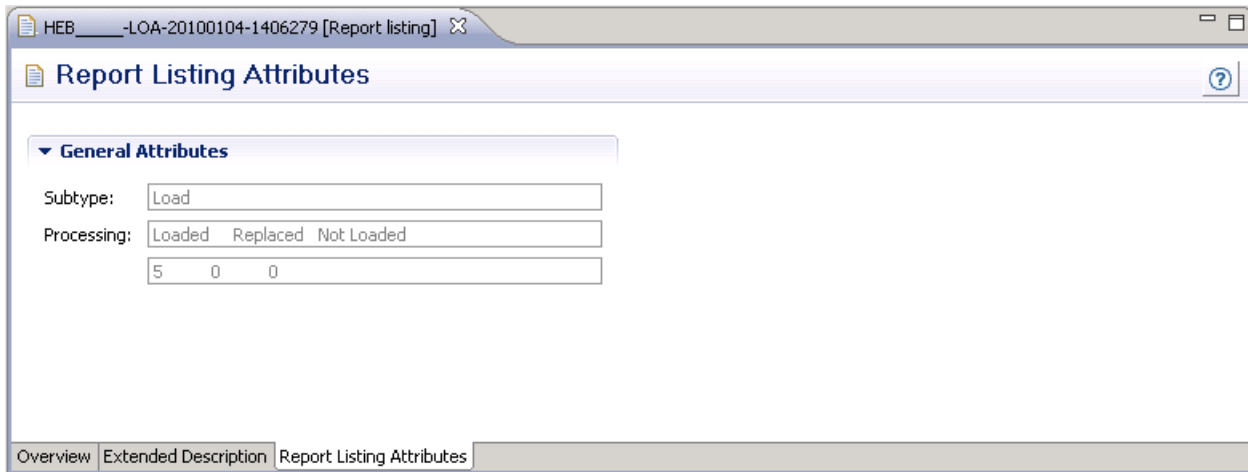 HEB_____-LOA-20100104-1406279 [Report listing]
Report Listing Attributes
?
General Attributes
Subtype: Load
Processing: Loaded Replaced Not Loaded
5 0 0
Overview Extended Description Report Listing Attributes